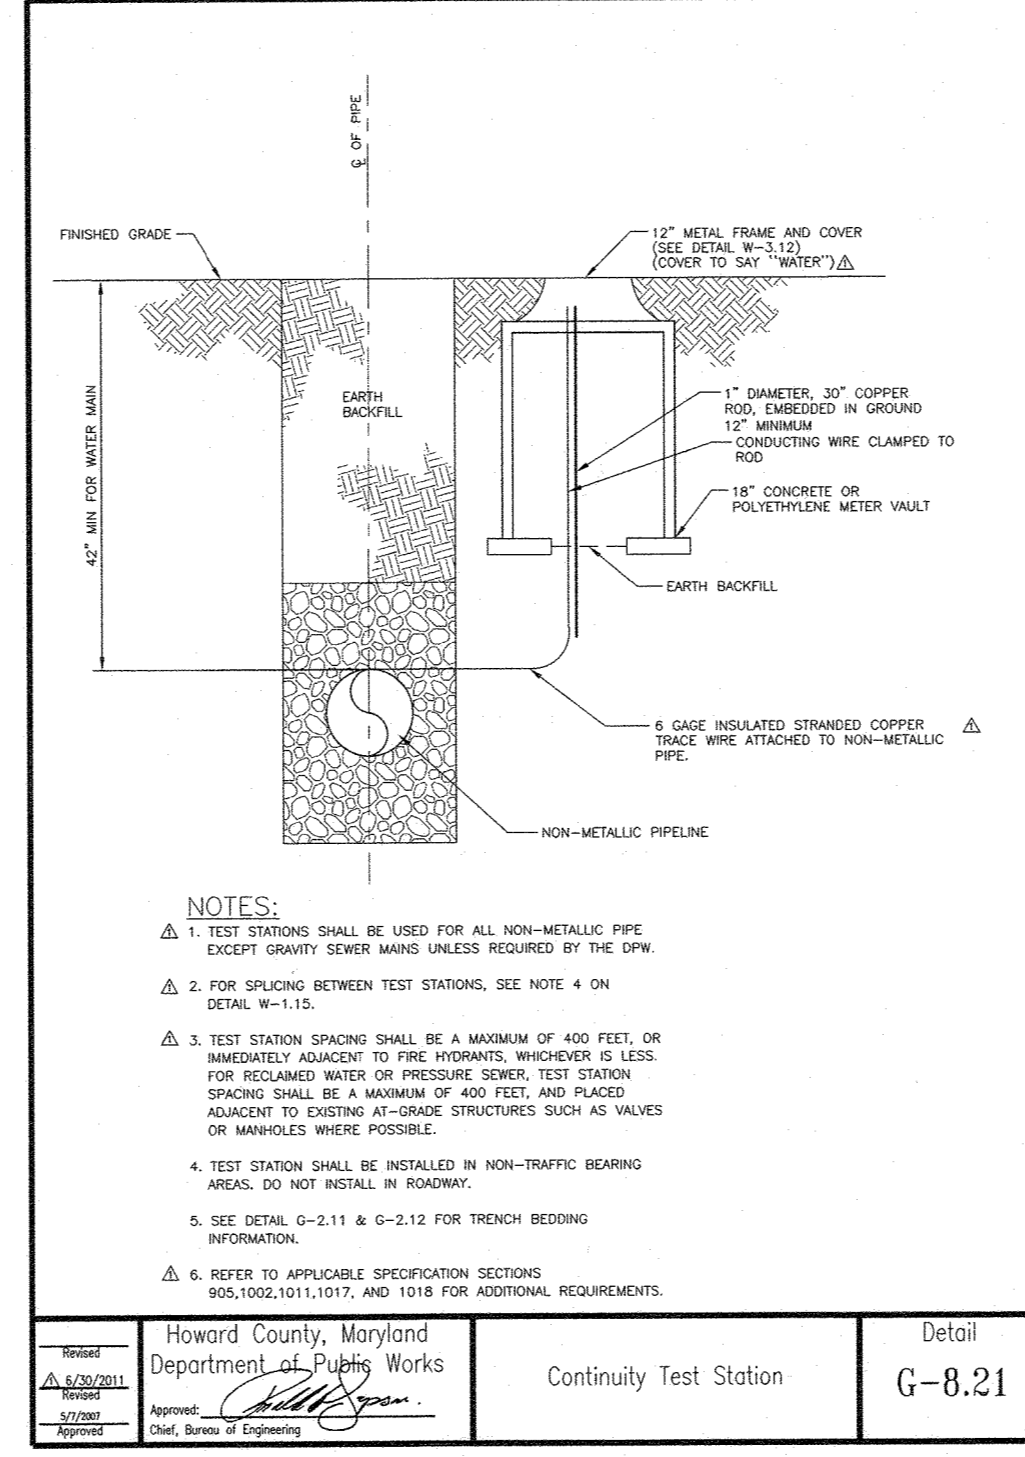 ℄ OF PIPE
FINISHED GRADE
12" METAL FRAME AND COVER
(SEE DETAIL W-3.12)
(COVER TO SAY "WATER") ⚠
42" MIN FOR WATER MAIN
EARTH
BACKFILL
1" DIAMETER, 30" COPPER
ROD, EMBEDDED IN GROUND
12" MINIMUM
CONDUCTING WIRE CLAMPED TO
ROD
18" CONCRETE OR
POLYETHYLENE METER VAULT
EARTH BACKFILL
6 GAGE INSULATED STRANDED COPPER
TRACE WIRE ATTACHED TO NON-METALLIC
PIPE.
NON-METALLIC PIPELINE
NOTES:
1. TEST STATIONS SHALL BE USED FOR ALL NON-METALLIC PIPE
EXCEPT GRAVITY SEWER MAINS UNLESS REQUIRED BY THE DPW.
2. FOR SPLICING BETWEEN TEST STATIONS, SEE NOTE 4 ON
DETAIL W-1.15.
3. TEST STATION SPACING SHALL BE A MAXIMUM OF 400 FEET, OR
IMMEDIATELY ADJACENT TO FIRE HYDRANTS, WHICHEVER IS LESS.
FOR RECLAIMED WATER OR PRESSURE SEWER, TEST STATION
SPACING SHALL BE A MAXIMUM OF 400 FEET, AND PLACED
ADJACENT TO EXISTING AT-GRADE STRUCTURES SUCH AS VALVES
OR MANHOLES WHERE POSSIBLE.
4. TEST STATION SHALL BE INSTALLED IN NON-TRAFFIC BEARING
AREAS. DO NOT INSTALL IN ROADWAY.
5. SEE DETAIL G-2.11 & G-2.12 FOR TRENCH BEDDING
INFORMATION.
6. REFER TO APPLICABLE SPECIFICATION SECTIONS
905,1002,1011,1017, AND 1018 FOR ADDITIONAL REQUIREMENTS.
Revised
6/30/2011
Revised
5/7/2007
Approved
Howard County, Maryland
Department of Public Works
Approved:
Chief, Bureau of Engineering
Continuity Test Station
Detail
G-8.21